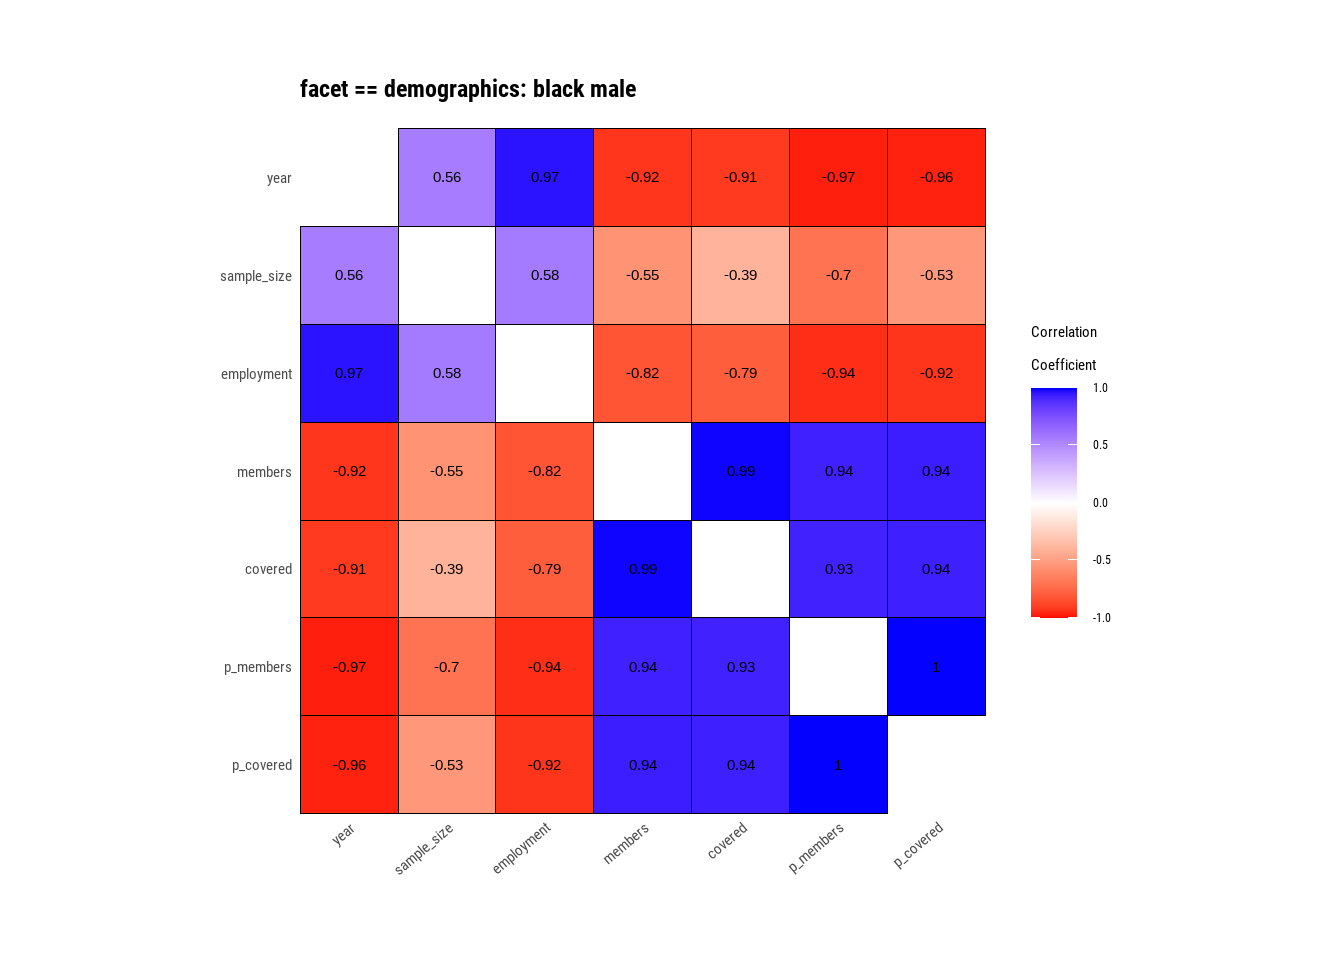 facet == demographics: black male
year 0.56 0.97 -0.92 -0.91 -0.97 -0.96
sample_size 0.56 0.58 -0.55 -0.39 -0.7 -0.53
employment 0.97 0.58 -0.82 -0.79 -0.94 -0.92
members -0.92 -0.55 -0.82 0.99 0.94 0.94
covered -0.91 -0.39 -0.79 0.99 0.93 0.94
p_members -0.97 -0.7 -0.94 0.94 0.93 1
p_covered -0.96 -0.53 -0.92 0.94 0.94 1
year sample_size employment members covered p_members p_covered
Correlation
Coefficient
1.0
0.5
0.0
-0.5
-1.0